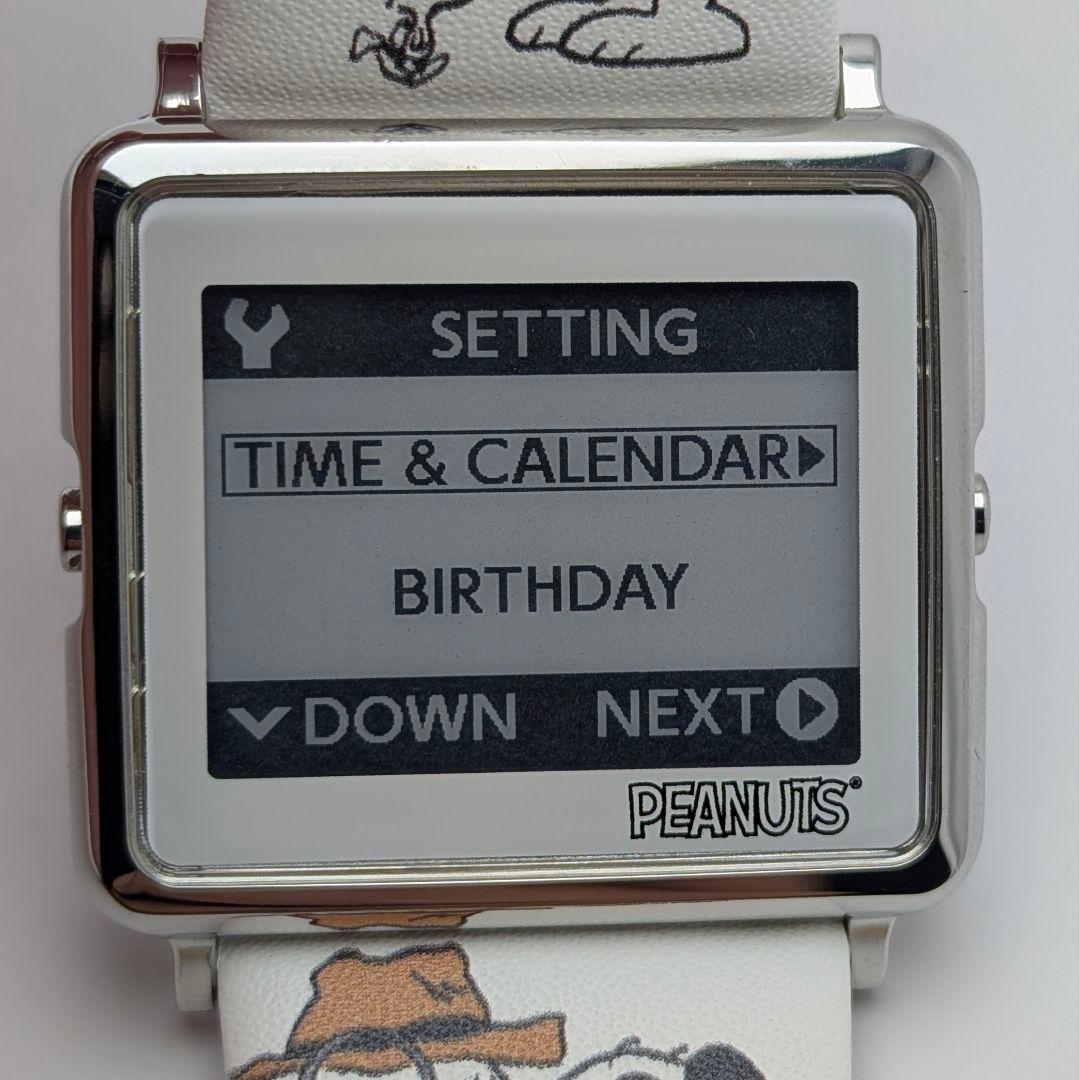 SETTING
TIME & CALENDAR▶
BIRTHDAY
DOWN NEXT
PEANUTS®